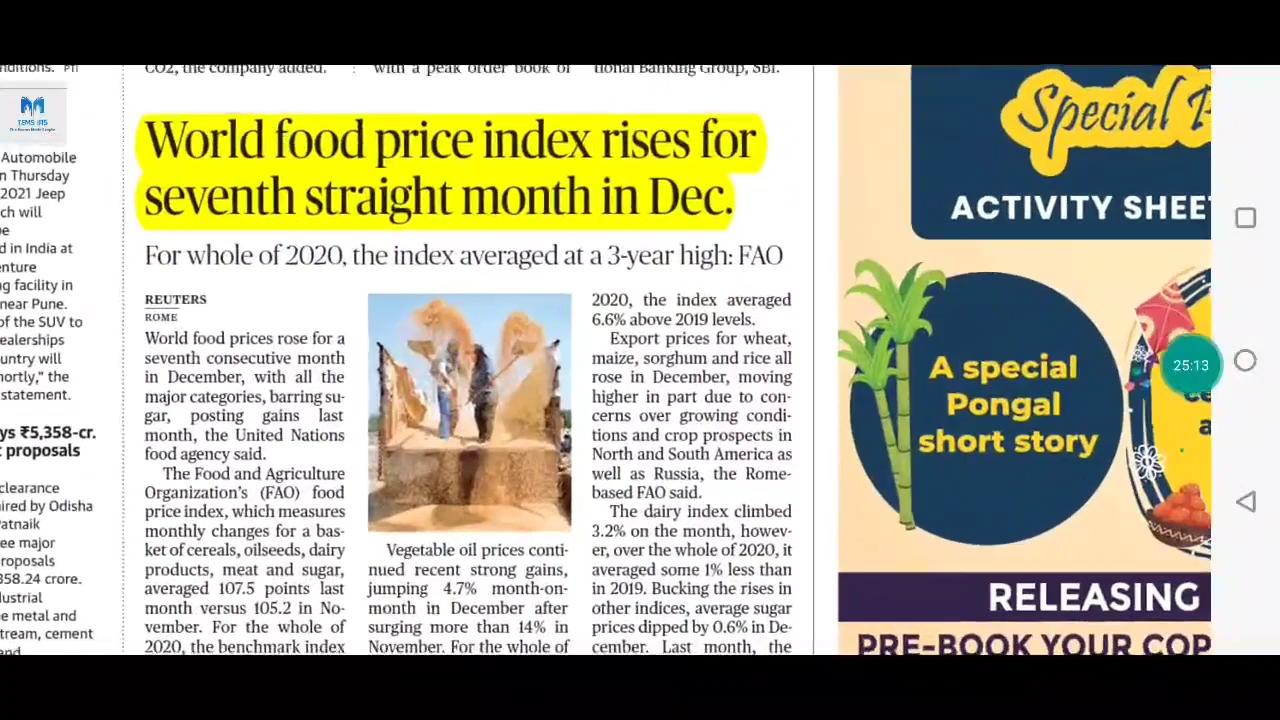 CO2, the company added.
with a peak order book of
tional Banking Group, SBI.
Automobile
n Thursday
2021 Jeep
ch will
e
d in India at
enture
g facility in
near Pune.
of the SUV to
ealerships
untry will
hortly,” the
statement.
ys ₹5,358-cr.
t proposals
clearance
ired by Odisha
atnaik
ee major
roposals
358.24 crore.
dustrial
e metal and
tream, cement
World food price index rises for
seventh straight month in Dec.
For whole of 2020, the index averaged at a 3-year high: FAO
REUTERS
ROME
World food prices rose for a
seventh consecutive month
in December, with all the
major categories, barring su-
gar, posting gains last
month, the United Nations
food agency said.
The Food and Agriculture
Organization’s (FAO) food
price index, which measures
monthly changes for a bas-
ket of cereals, oilseeds, dairy
products, meat and sugar,
averaged 107.5 points last
month versus 105.2 in No-
vember. For the whole of
2020, the benchmark index
Vegetable oil prices conti-
nued recent strong gains,
jumping 4.7% month-on-
month in December after
surging more than 14% in
November. For the whole of
2020, the index averaged
6.6% above 2019 levels.
Export prices for wheat,
maize, sorghum and rice all
rose in December, moving
higher in part due to con-
cerns over growing condi-
tions and crop prospects in
North and South America as
well as Russia, the Rome-
based FAO said.
The dairy index climbed
3.2% on the month, howev-
er, over the whole of 2020, it
averaged some 1% less than
in 2019. Bucking the rises in
other indices, average sugar
prices dipped by 0.6% in De-
cember. Last month, the
Special P
ACTIVITY SHEET
A special
Pongal
short story
25:13
RELEASING
PRE-BOOK YOUR COP